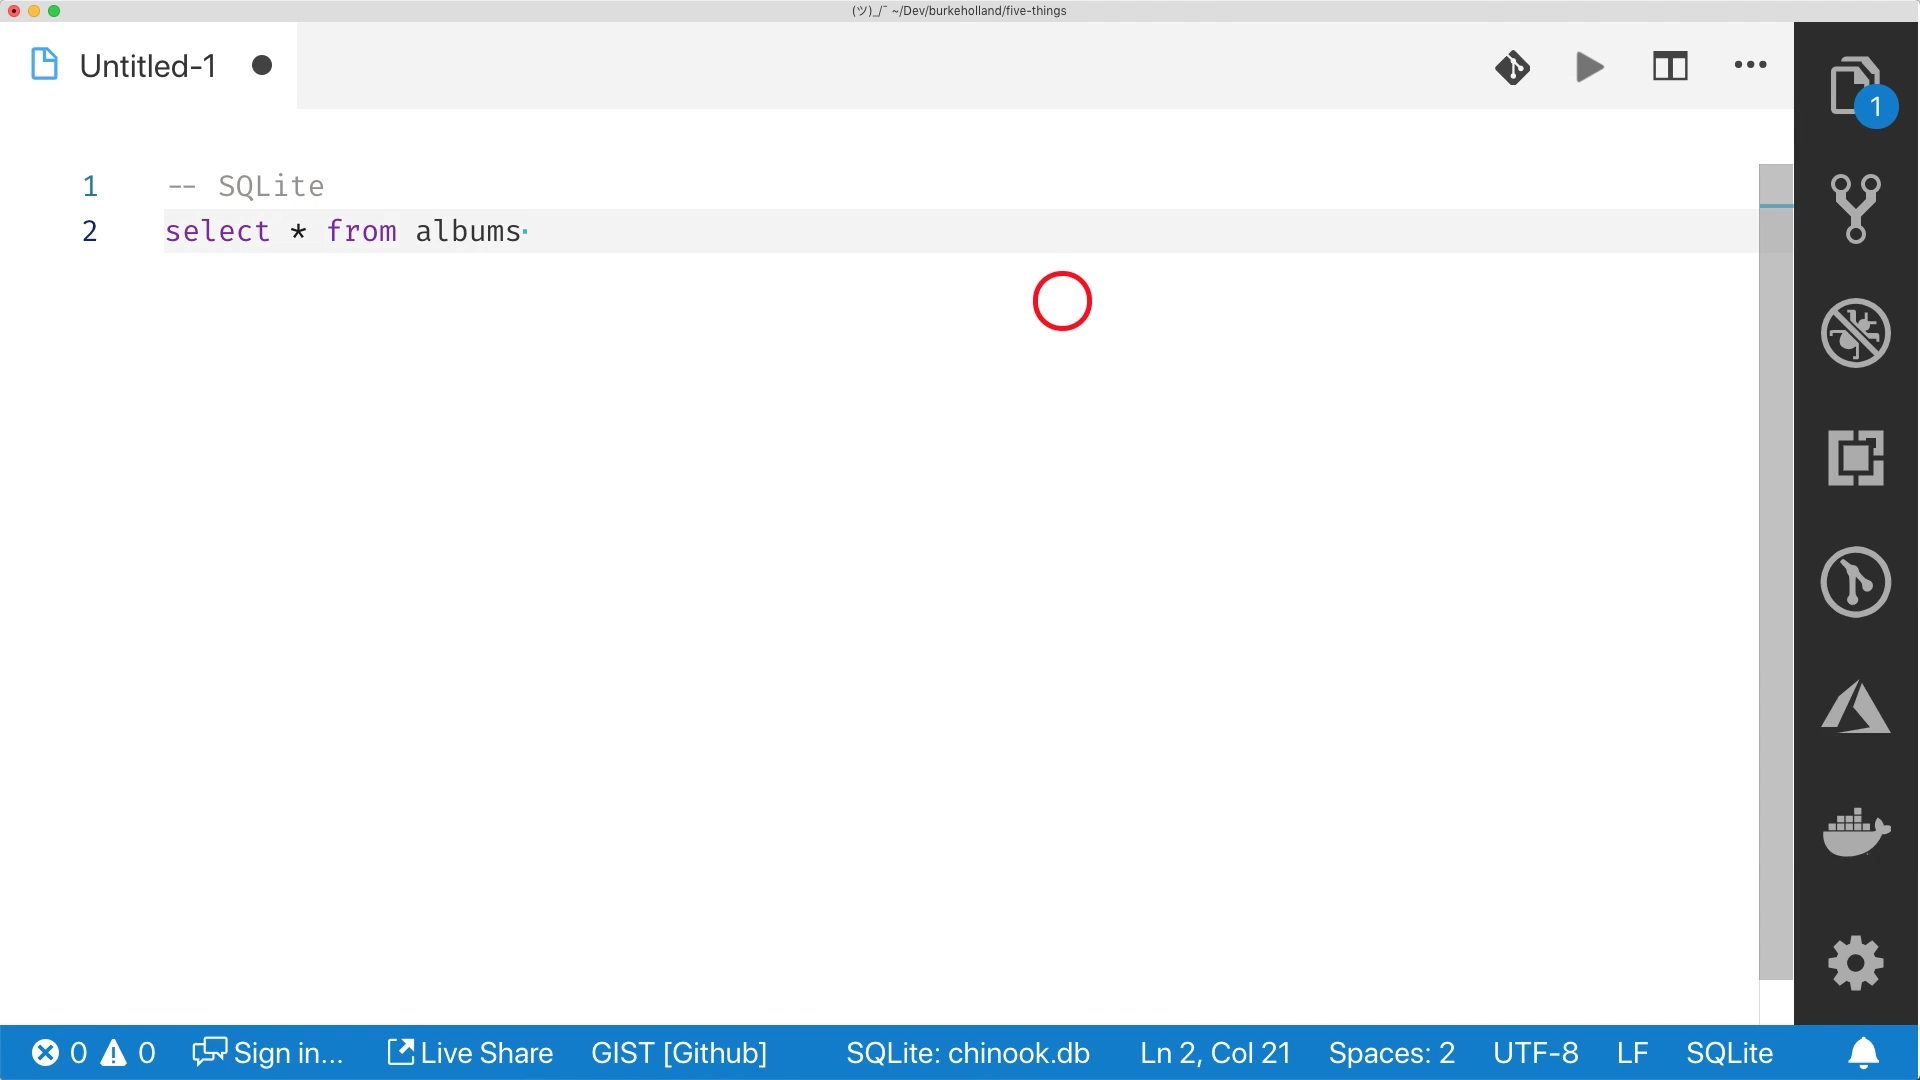 (ツ)_/¯ ~/Dev/burkeholland/five-things
Untitled-1
1
1 -- SQLite
2 select * from albums
0 0 Sign in... Live Share GIST [Github] SQLite: chinook.db Ln 2, Col 21 Spaces: 2 UTF-8 LF SQLite